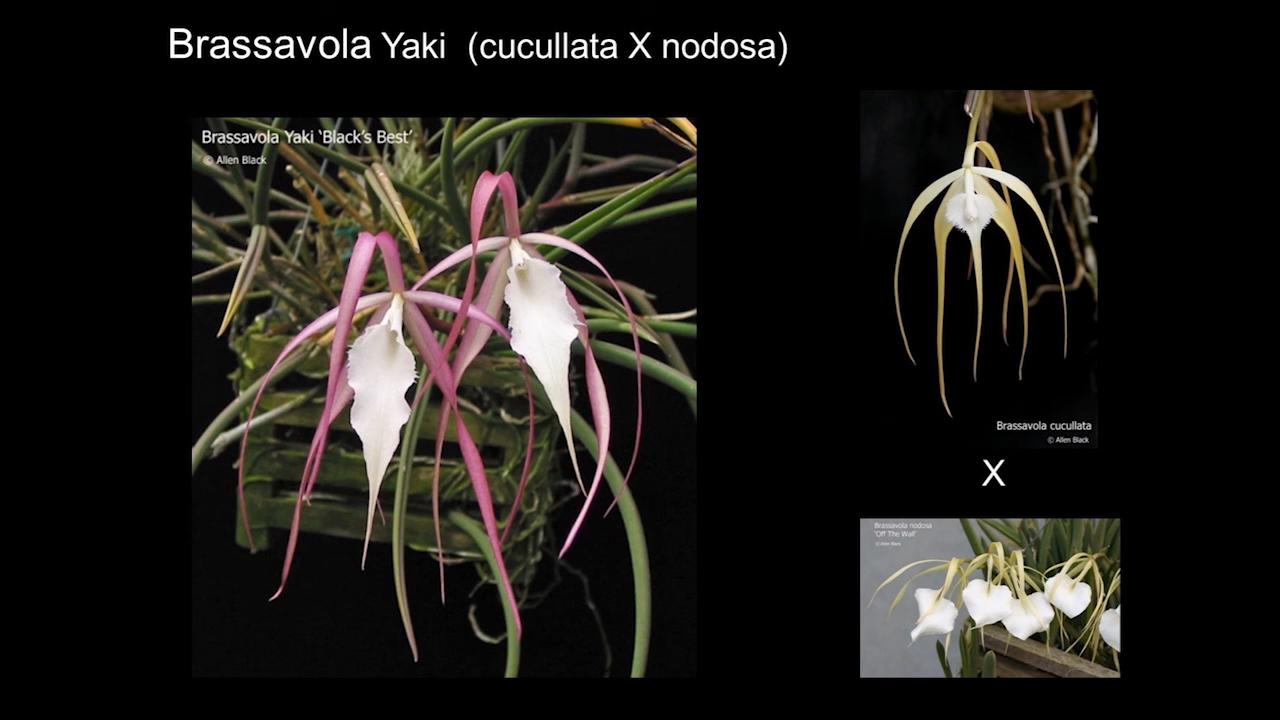 Brassavola Yaki (cucullata X nodosa)
Brassavola Yaki ‘Black’s Best’
© Allen Black
Brassavola cucullata
© Allen Black
X
Brassavola nodosa
‘Off The Wall’
© Allen Black